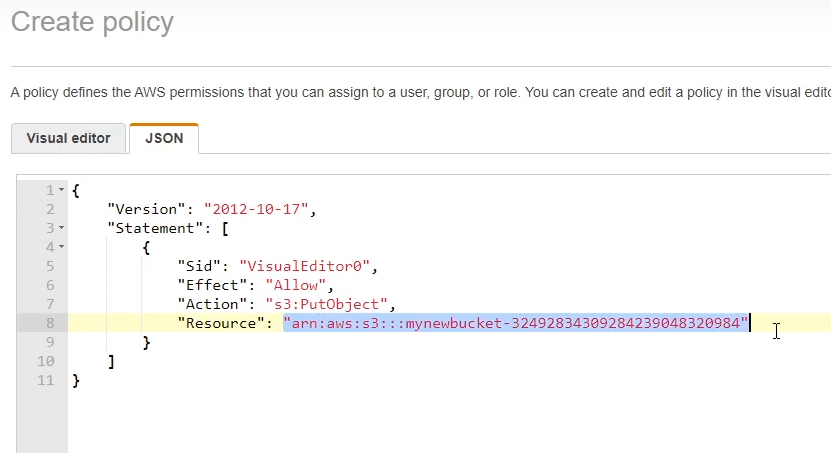 Create policy
A policy defines the AWS permissions that you can assign to a user, group, or role. You can create and edit a policy in the visual edito
Visual editor JSON
1 {
2 "Version": "2012-10-17",
3 "Statement": [
4 {
5 "Sid": "VisualEditor0",
6 "Effect": "Allow",
7 "Action": "s3:PutObject",
8 "Resource": "arn:aws:s3:::mynewbucket-32492834309284239048320984"
9 }
10 ]
11 }